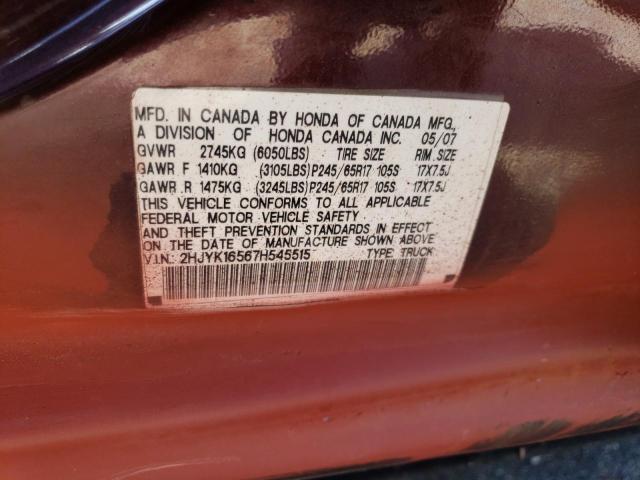 MFD. IN CANADA BY HONDA OF CANADA MFG.,
A DIVISION OF HONDA CANADA INC. 05/07
GVWR 2745KG (6050LBS) TIRE SIZE RIM SIZE
GAWR F 1410KG (3105LBS) P245/65R17 105S 17X7.5J
GAWR R 1475KG (3245LBS) P245/65R17 105S 17X7.5J
THIS VEHICLE CONFORMS TO ALL APPLICABLE
FEDERAL MOTOR VEHICLE SAFETY
AND THEFT PREVENTION STANDARDS IN EFFECT
ON THE DATE OF MANUFACTURE SHOWN ABOVE.
V.I.N.: 2HJYK16567H545515 TYPE: TRUCK